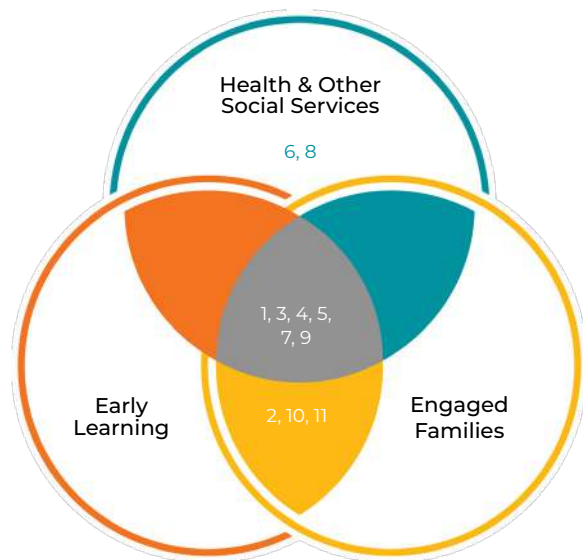 Health & Other
Social Services
6, 8
1, 3, 4, 5,
7, 9
Early
Learning
2, 10, 11
Engaged
Families